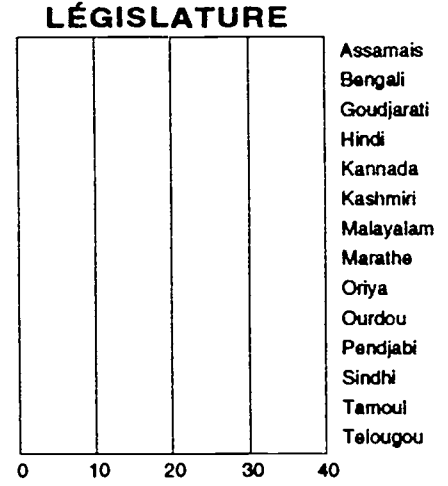 LÉGISLATURE
Assamais
Bengali
Goudjarati
Hindi
Kannada
Kashmiri
Malayalam
Marathe
Oriya
Ourdou
Pendjabi
Sindhi
Tamoul
Telougou
0 10 20 30 40